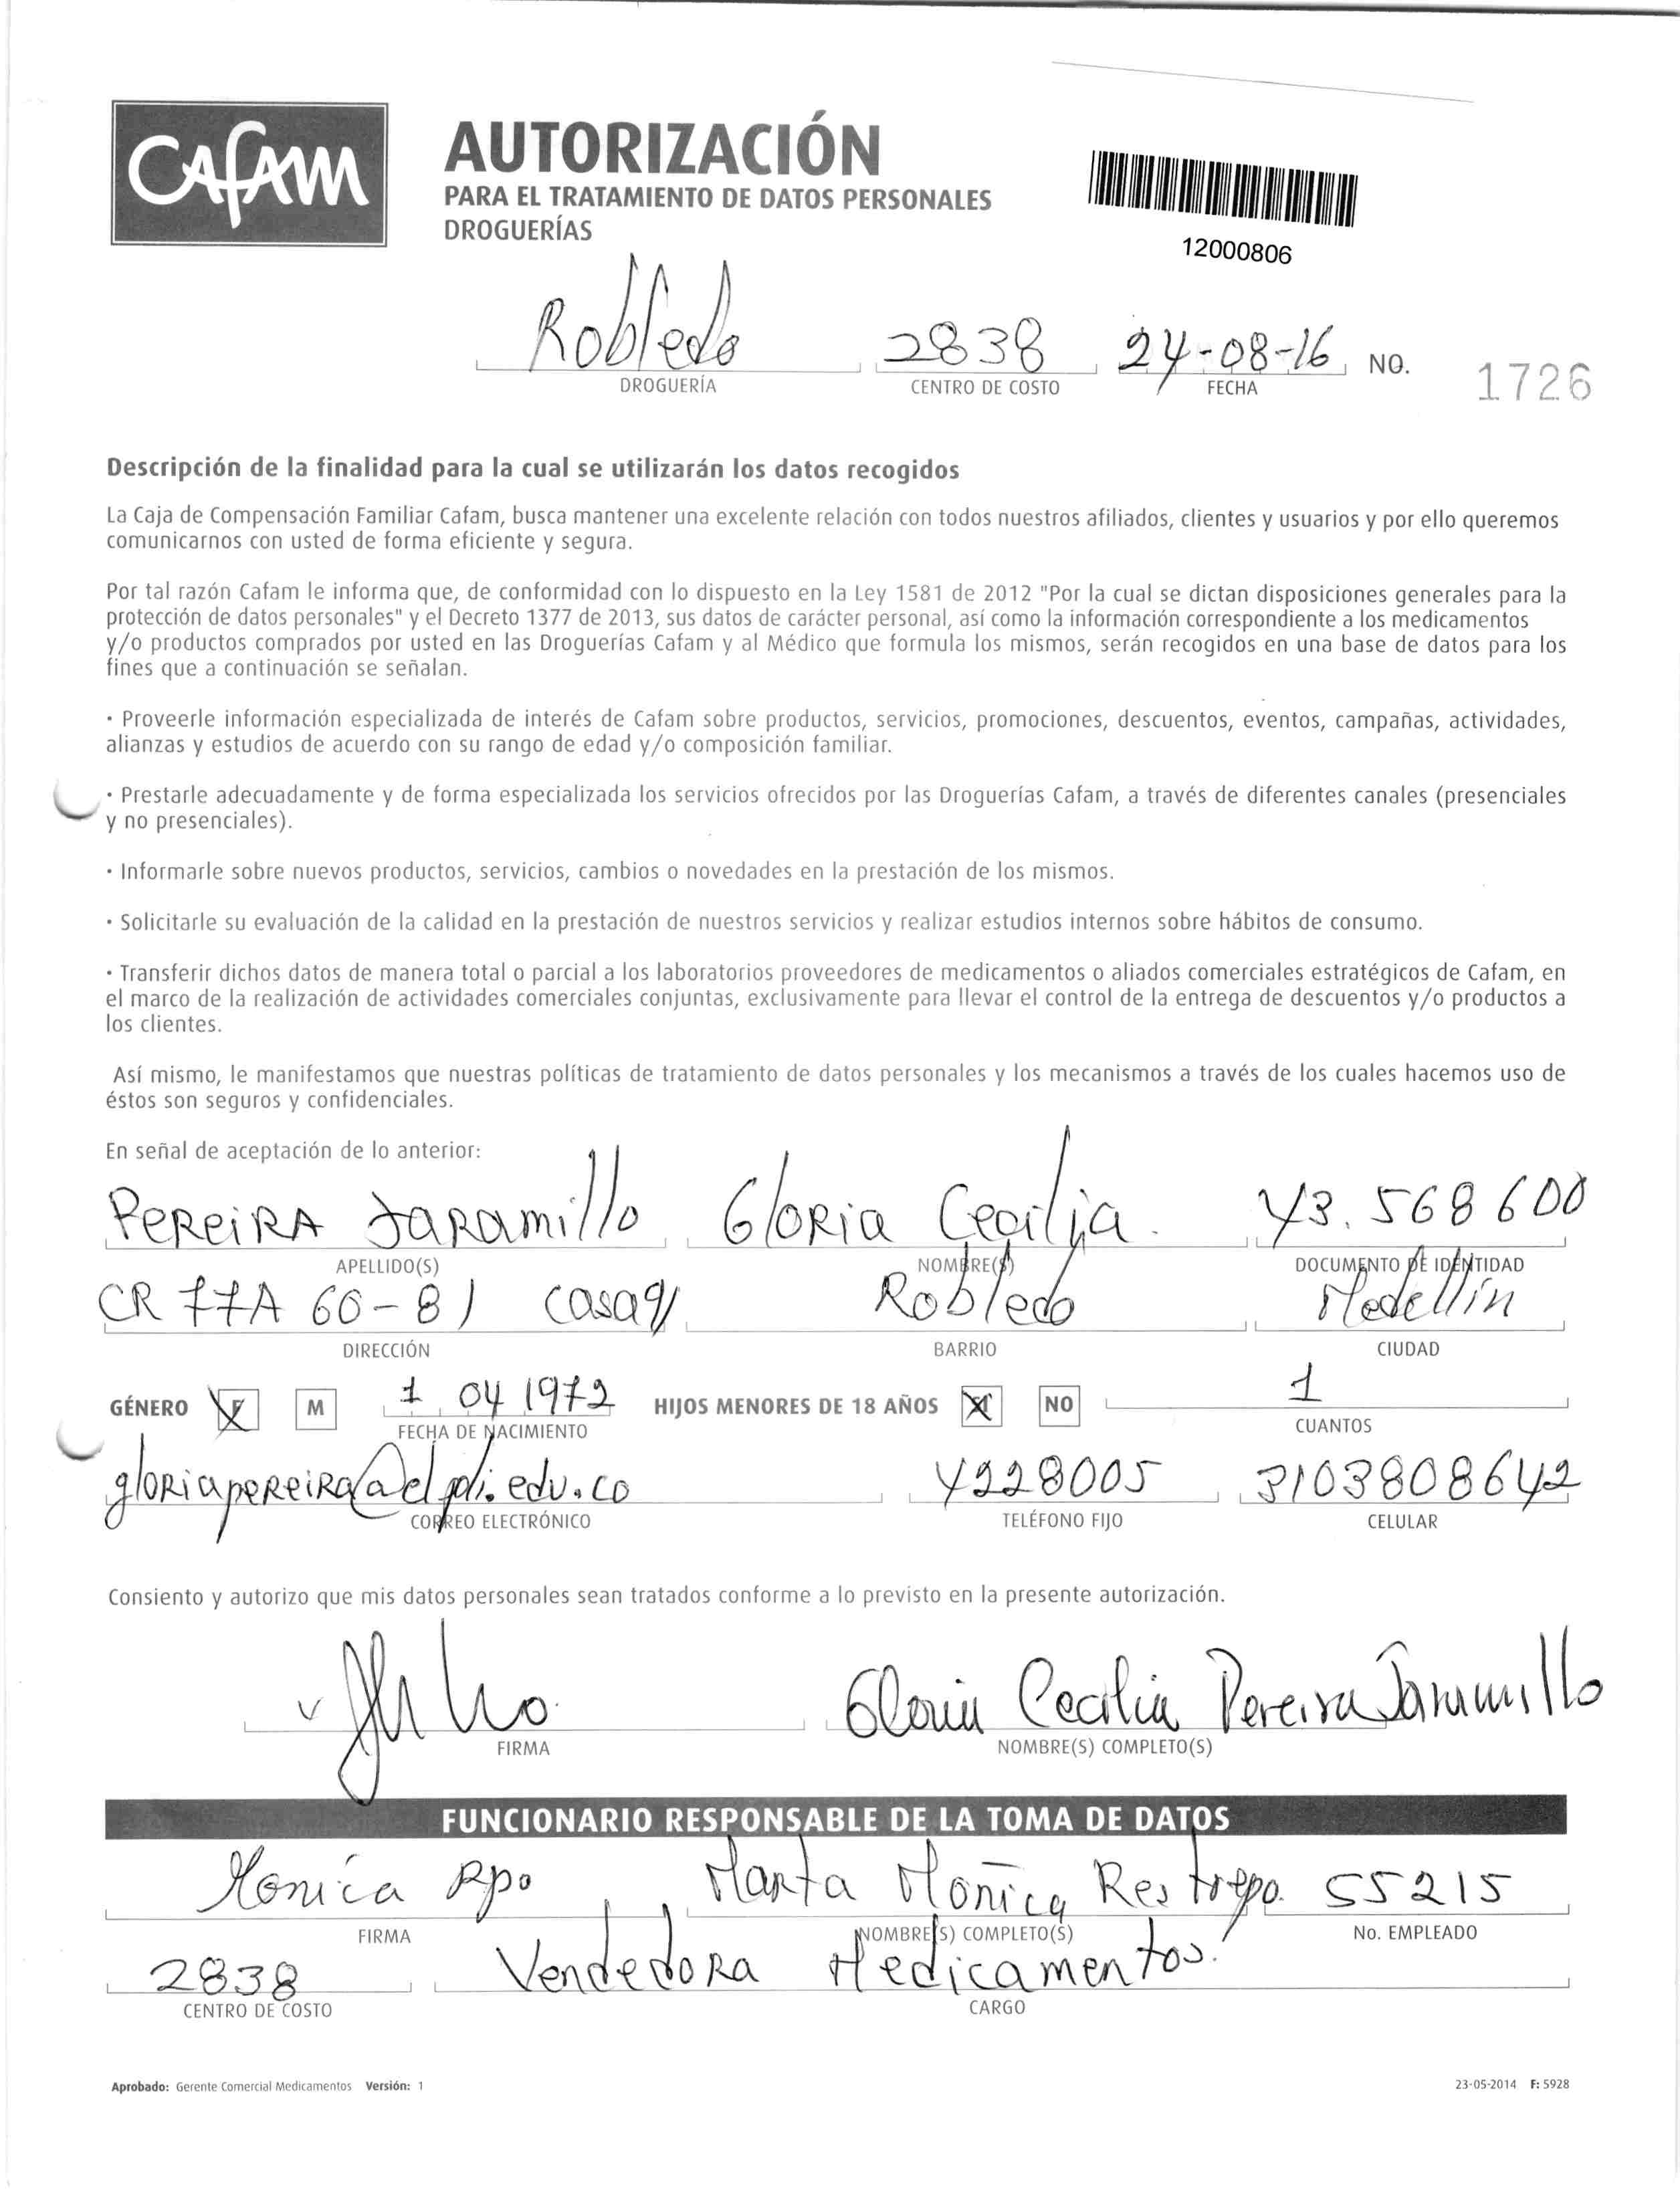 CAFAM
AUTORIZACIÓN
PARA EL TRATAMIENTO DE DATOS PERSONALES
DROGUERÍAS
12000806
Robledo 2838 24-08-16 NO. 1726
DROGUERÍA CENTRO DE COSTO FECHA
Descripción de la finalidad para la cual se utilizarán los datos recogidos
La Caja de Compensación Familiar Cafam, busca mantener una excelente relación con todos nuestros afiliados, clientes y usuarios y por ello queremos
comunicarnos con usted de forma eficiente y segura.
Por tal razón Cafam le informa que, de conformidad con lo dispuesto en la Ley 1581 de 2012 "Por la cual se dictan disposiciones generales para la
protección de datos personales" y el Decreto 1377 de 2013, sus datos de carácter personal, así como la información correspondiente a los medicamentos
y/o productos comprados por usted en las Droguerías Cafam y al Médico que formula los mismos, serán recogidos en una base de datos para los
fines que a continuación se señalan.
· Proveerle información especializada de interés de Cafam sobre productos, servicios, promociones, descuentos, eventos, campañas, actividades,
alianzas y estudios de acuerdo con su rango de edad y/o composición familiar.
· Prestarle adecuadamente y de forma especializada los servicios ofrecidos por las Droguerías Cafam, a través de diferentes canales (presenciales
y no presenciales).
· Informarle sobre nuevos productos, servicios, cambios o novedades en la prestación de los mismos.
· Solicitarle su evaluación de la calidad en la prestación de nuestros servicios y realizar estudios internos sobre hábitos de consumo.
· Transferir dichos datos de manera total o parcial a los laboratorios proveedores de medicamentos o aliados comerciales estratégicos de Cafam, en
el marco de la realización de actividades comerciales conjuntas, exclusivamente para llevar el control de la entrega de descuentos y/o productos a
los clientes.
Así mismo, le manifestamos que nuestras políticas de tratamiento de datos personales y los mecanismos a través de los cuales hacemos uso de
éstos son seguros y confidenciales.
En señal de aceptación de lo anterior:
PEREIRA Jaramillo Gloria Cecilia. 43.568600
APELLIDO(S) NOMBRE(S) DOCUMENTO DE IDENTIDAD
CR 77A 60-81 casa91 Robledo Medellín
DIRECCIÓN BARRIO CIUDAD
GÉNERO F M 1 04 1972 HIJOS MENORES DE 18 AÑOS SI NO 1
FECHA DE NACIMIENTO CUANTOS
gloriapereira@elpoli.edu.co 4228005 3103808642
CORREO ELECTRÓNICO TELÉFONO FIJO CELULAR
Consiento y autorizo que mis datos personales sean tratados conforme a lo previsto en la presente autorización.
Gloria Cecilia Pereira Jaramillo
FIRMA NOMBRE(S) COMPLETO(S)
FUNCIONARIO RESPONSABLE DE LA TOMA DE DATOS
Monica Rpo Marta Monica Restrepo. 55215
FIRMA NOMBRE(S) COMPLETO(S) No. EMPLEADO
2838 Vendedora Medicamentos.
CENTRO DE COSTO CARGO
Aprobado: Gerente Comercial Medicamentos Versión: 1 23-05-2014 F: 5928